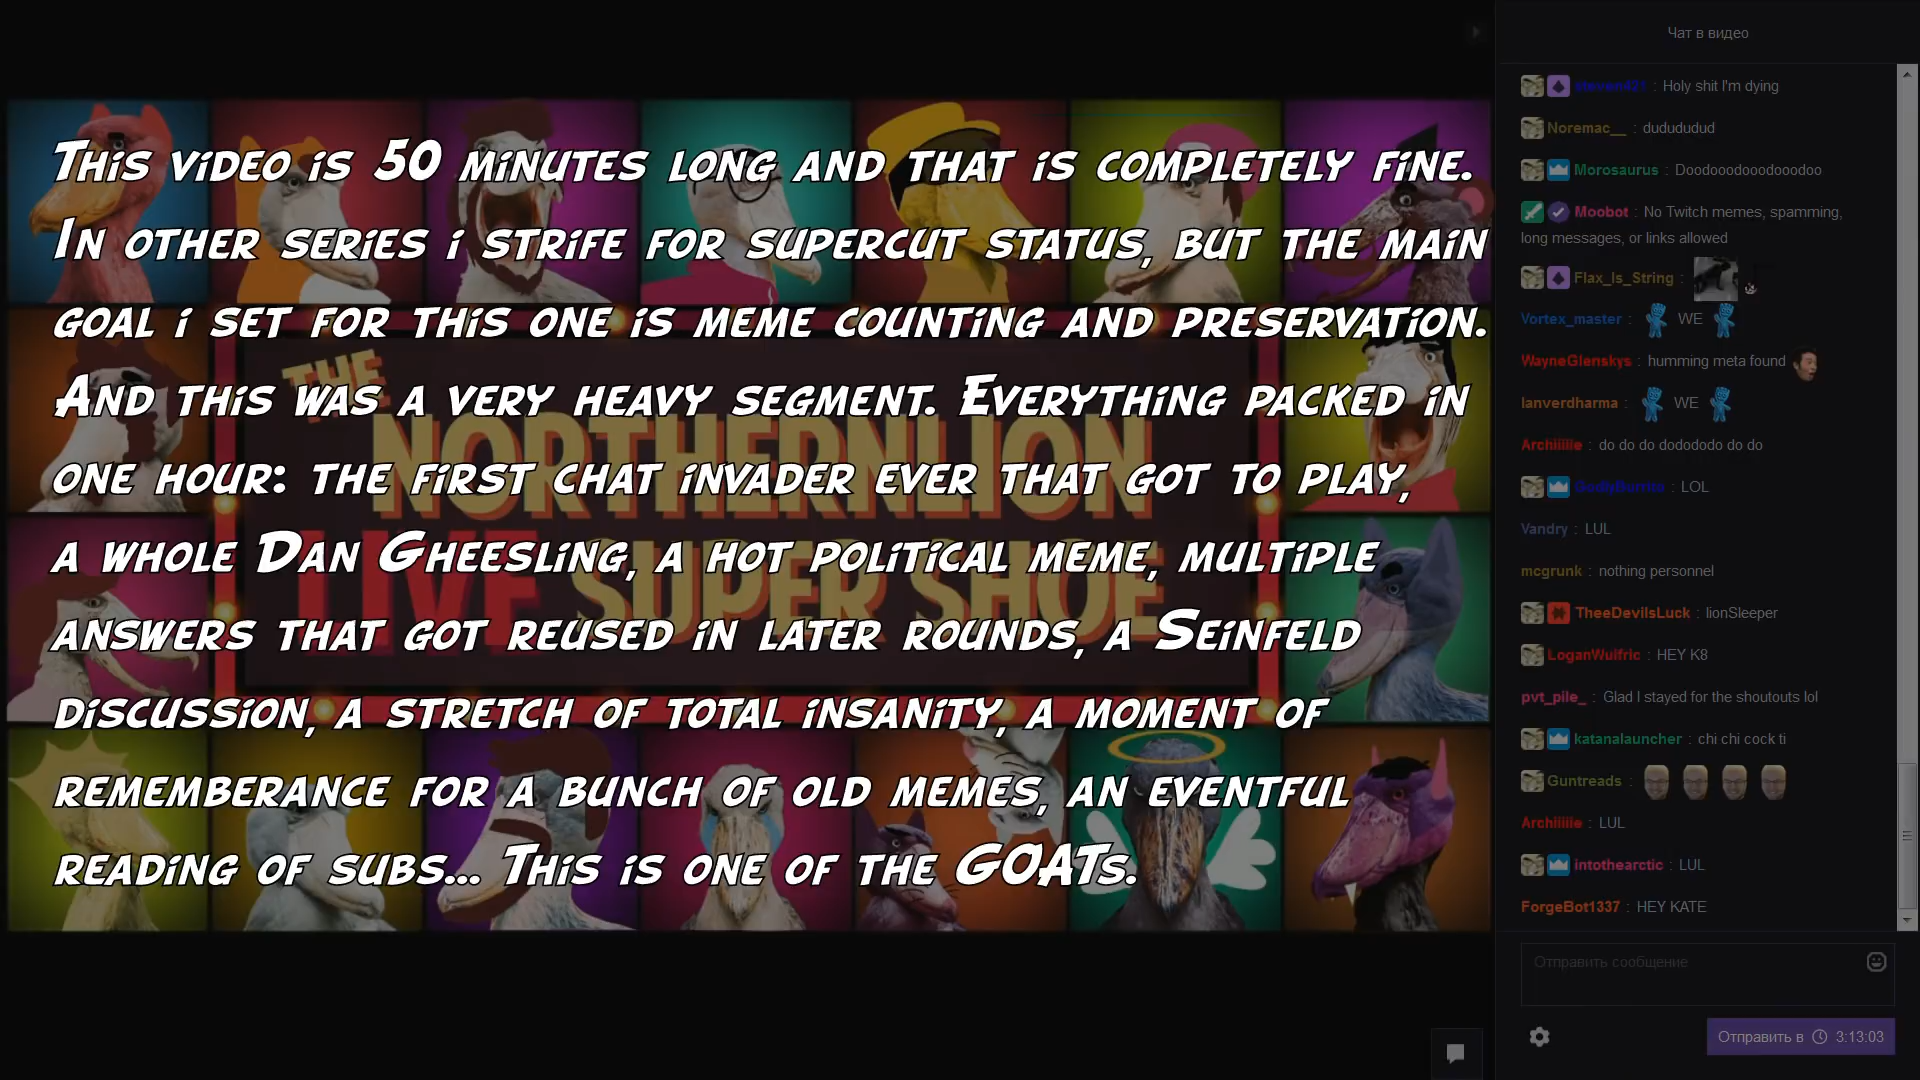 This video is 50 minutes long and that is completely fine.
In other series i strife for supercut status, but the main
goal i set for this one is meme counting and preservation.
And this was a very heavy segment. Everything packed in
one hour: the first chat invader ever that got to play,
a whole Dan Gheesling, a hot political meme, multiple
answers that got reused in later rounds, a Seinfeld
discussion, a stretch of total insanity, a moment of
rememberance for a bunch of old memes, an eventful
reading of subs... This is one of the GOATs.
THE
NORTHERNLION
LIVE SUPER SHOE
Чат в видео
steven421 : Holy shit I'm dying
Noremac__ : dudududud
Morosaurus : Doodooodooodooodoo
Moobot : No Twitch memes, spamming,
long messages, or links allowed
Flax_Is_String :
Vortex_master : WE
WayneGlenskys : humming meta found
lanverdharma : WE
Archiiiiie : do do do dodododo do do
GodlyBurrito : LOL
Vandry : LUL
mcgrunk : nothing personnel
TheeDevilsLuck : lionSleeper
LoganWulfric : HEY K8
pvt_pile_ : Glad I stayed for the shoutouts lol
katanalauncher : chi chi cock ti
Guntreads :
Archiiiiie : LUL
intothearctic : LUL
ForgeBot1337 : HEY KATE
Отправить сообщение
Отправить в 3:13:03